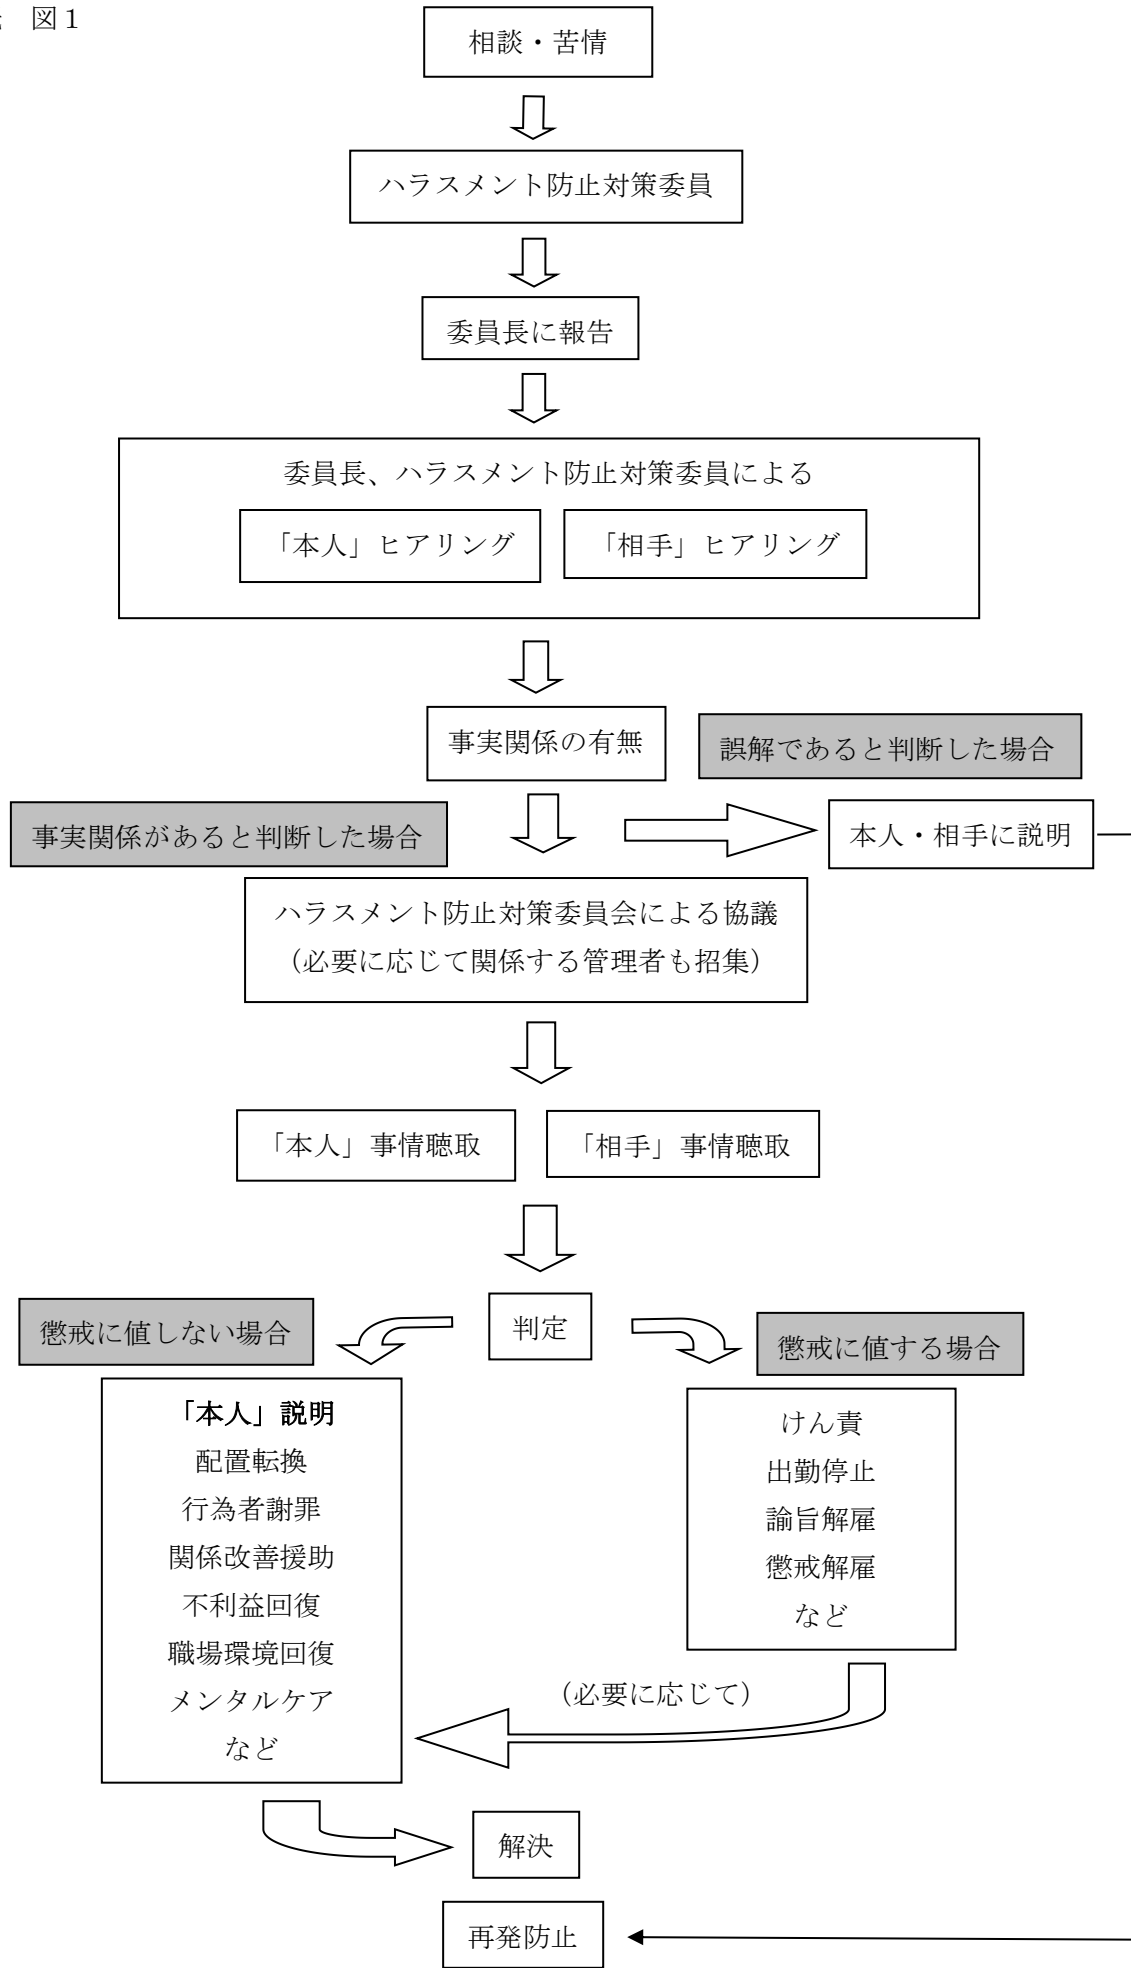 図１
相談・苦情
ハラスメント防止対策委員
委員長に報告
委員長、ハラスメント防止対策委員による
「本人」ヒアリング
「相手」ヒアリング
事実関係の有無
誤解であると判断した場合
事実関係があると判断した場合
本人・相手に説明
ハラスメント防止対策委員会による協議
（必要に応じて関係する管理者も招集）
「本人」事情聴取
「相手」事情聴取
判定
懲戒に値しない場合
懲戒に値する場合
「本人」説明
配置転換
行為者謝罪
関係改善援助
不利益回復
職場環境回復
メンタルケア
など
けん責
出勤停止
諭旨解雇
懲戒解雇
など
（必要に応じて）
解決
再発防止